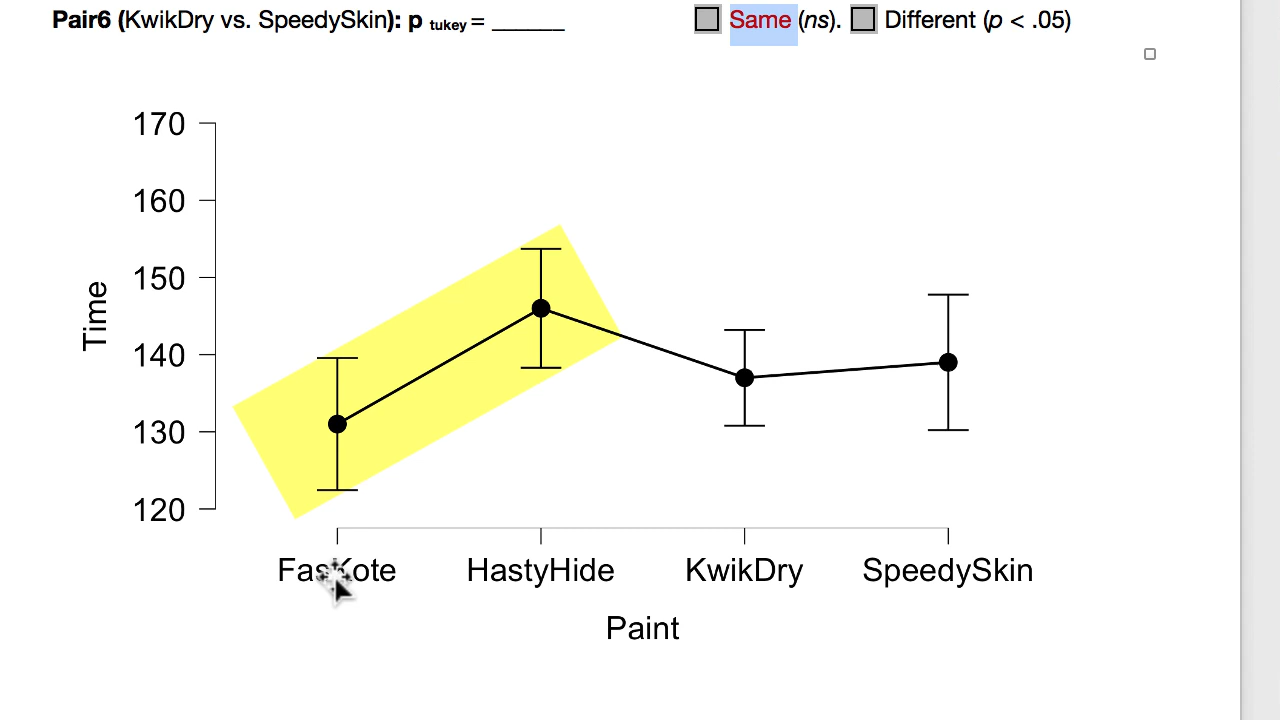 Pair6 (KwikDry vs. SpeedySkin): p tukey = ______ Same (ns). Different (p < .05)
170
160
150
140
130
120
Time
FasKote HastyHide KwikDry SpeedySkin
Paint